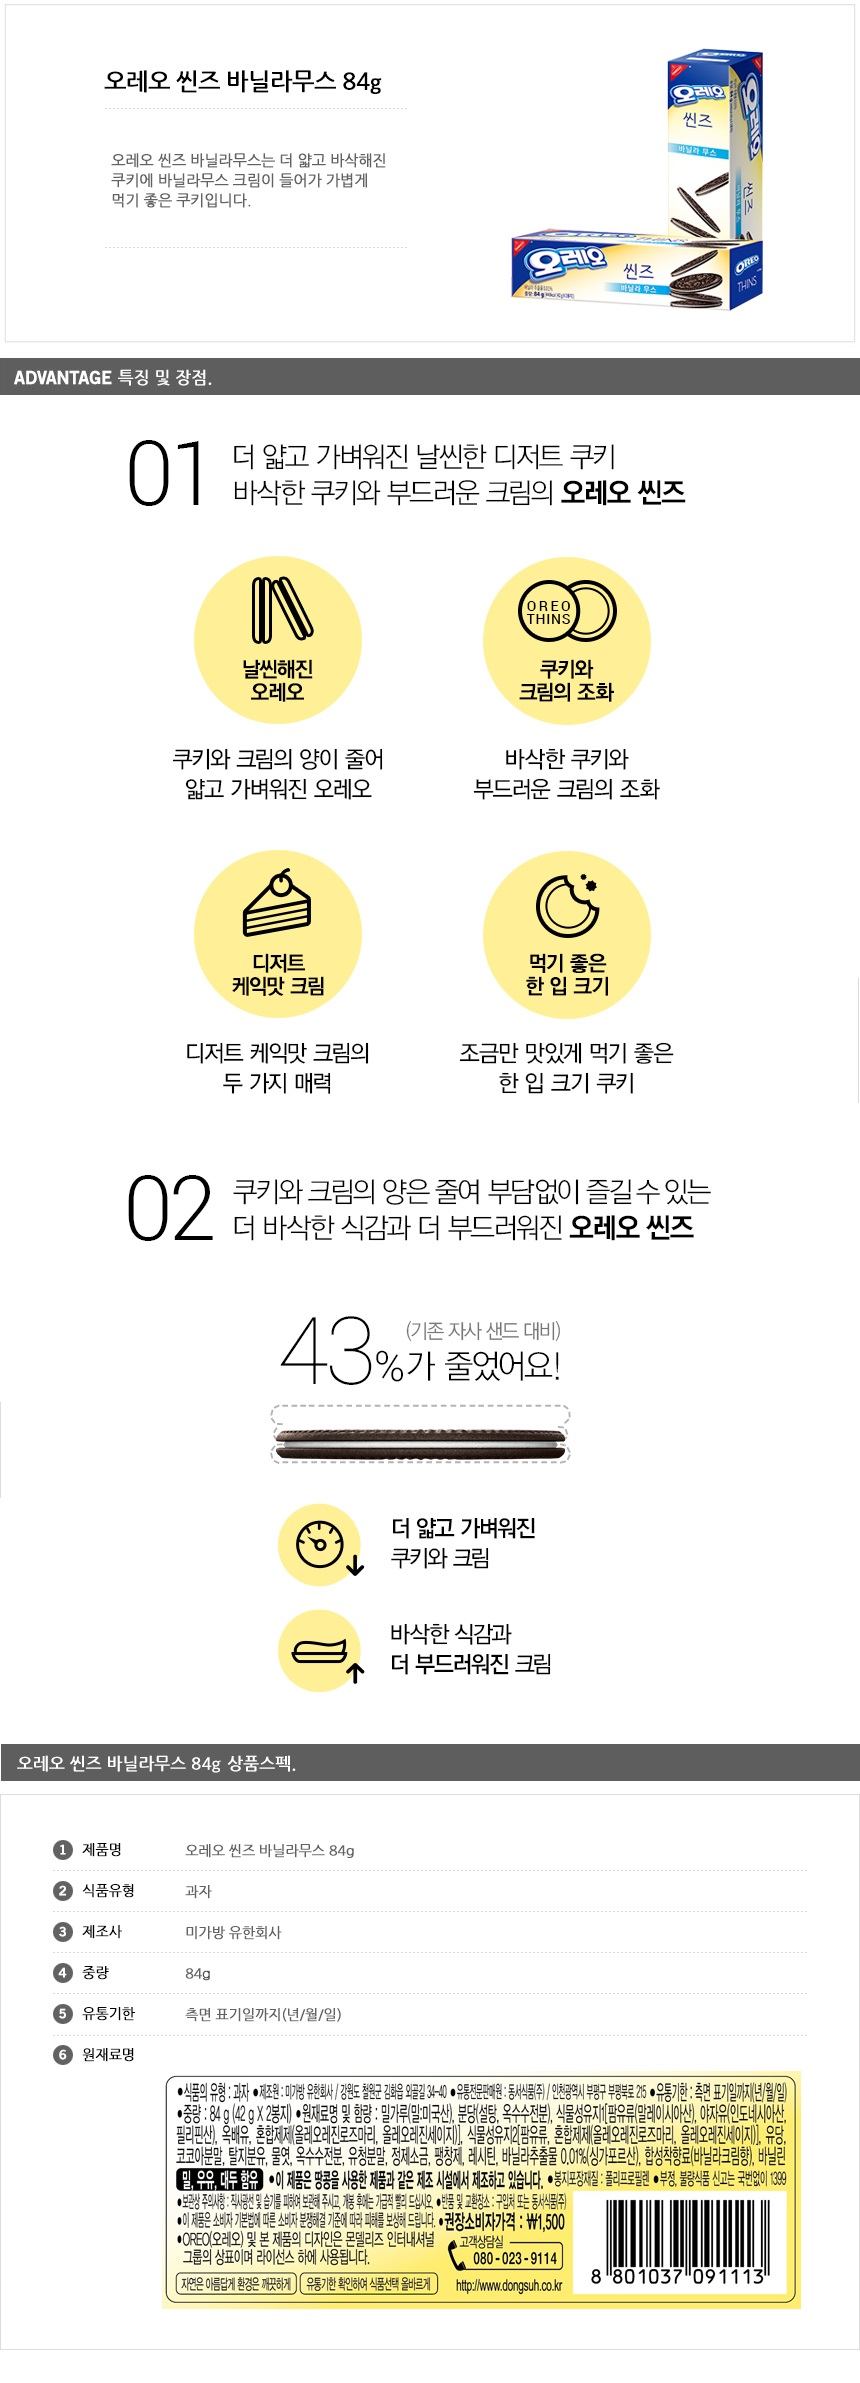 오레오 씬즈 바닐라무스 84g
오레오 씬즈 바닐라무스는 더 얇고 바삭해진
쿠키에 바닐라무스 크림이 들어가 가볍게
먹기 좋은 쿠키입니다.
오레오
씬즈
바닐라 무스
씬즈
오레오
OREO THINS
오레오
씬즈
바닐라 무스
84 g
OREO
THINS
ADVANTAGE 특징 및 장점.
01
더 얇고 가벼워진 날씬한 디저트 쿠키
바삭한 쿠키와 부드러운 크림의 오레오 씬즈
날씬해진
오레오
OREO
THINS
쿠키와
크림의 조화
쿠키와 크림의 양이 줄어
얇고 가벼워진 오레오
바삭한 쿠키와
부드러운 크림의 조화
디저트
케익맛 크림
먹기 좋은
한 입 크기
디저트 케익맛 크림의
두 가지 매력
조금만 맛있게 먹기 좋은
한 입 크기 쿠키
02
쿠키와 크림의 양은 줄여 부담없이 즐길 수 있는
더 바삭한 식감과 더 부드러워진 오레오 씬즈
(기존 자사 샌드 대비)
43%가 줄었어요!
더 얇고 가벼워진
쿠키와 크림
바삭한 식감과
더 부드러워진 크림
오레오 씬즈 바닐라무스 84g 상품스펙.
1 제품명 오레오 씬즈 바닐라무스 84g
2 식품유형 과자
3 제조사 미가방 유한회사
4 중량 84g
5 유통기한 측면 표기일까지(년/월/일)
6 원재료명
•식품의 유형 : 과자 •제조원 : 미가방 유한회사 / 강원도 철원군 김화읍 외골길 34-40 •유통전문판매원 : 동서식품(주) / 인천광역시 부평구 부평북로 215 •유통기한 : 측면 표기일까지(년/월/일)
•중량 : 84 g (42 g X 2봉지) •원재료명 및 함량 : 밀가루(밀:미국산), 분당(설탕, 옥수수전분), 식물성유지1[팜유류(말레이시아산), 야자유(인도네시아산,
필리핀산), 옥배유, 혼합제제(올레오레진로즈마리, 올레오레진세이지)], 식물성유지2[팜유류, 혼합제제(올레오레진로즈마리, 올레오레진세이지)], 유당,
코코아분말, 탈지분유, 물엿, 옥수수전분, 유청분말, 정제소금, 팽창제, 레시틴, 바닐라추출물 0.01%(싱가포르산), 합성착향료(바닐라크림향), 바닐린
밀, 우유, 대두 함유 •이 제품은 땅콩을 사용한 제품과 같은 제조 시설에서 제조하고 있습니다. •봉지포장재질 : 폴리프로필렌 •부정, 불량식품 신고는 국번없이 1399
•보관상 주의사항 : 직사광선 및 습기를 피하여 보관해 주시고, 개봉 후에는 가급적 빨리 드십시오. •반품 및 교환장소 : 구입처 또는 동서식품(주)
•이 제품은 소비자 기본법에 따른 소비자 분쟁해결 기준에 따라 피해를 보상해 드립니다. •권장소비자가격 : ₩1,500
•OREO(오레오) 및 본 제품의 디자인은 몬델리즈 인터내셔널
그룹의 상표이며 라이선스 하에 사용됩니다.
고객상담실
080 - 023 - 9114
자연은 아름답게 환경은 깨끗하게
유통기한 확인하여 식품선택 올바르게
http://www.dongsuh.co.kr
8 801037 091113